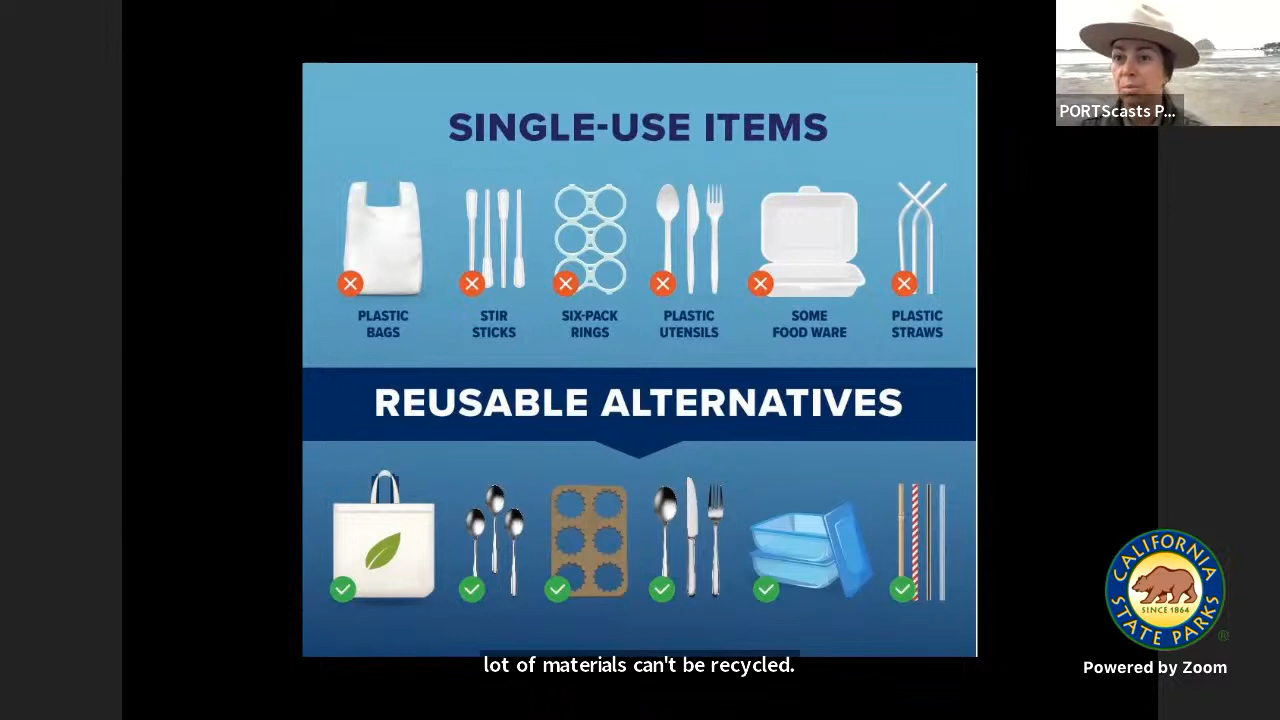 PORTScasts P...
SINGLE-USE ITEMS
PLASTIC
BAGS
STIR
STICKS
SIX-PACK
RINGS
PLASTIC
UTENSILS
SOME
FOOD WARE
PLASTIC
STRAWS
REUSABLE ALTERNATIVES
CALIFORNIA
SINCE 1864
STATE PARKS
®
Powered by Zoom
lot of materials can't be recycled.